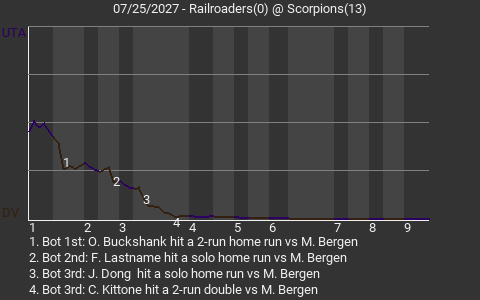 07/25/2027 - Railroaders(0) @ Scorpions(13)
UTA
1
2
3
4
DV
1 2 3 4 5 6 7 8 9
1. Bot 1st: O. Buckshank hit a 2-run home run vs M. Bergen
2. Bot 2nd: F. Lastname hit a solo home run vs M. Bergen
3. Bot 3rd: J. Dong hit a solo home run vs M. Bergen
4. Bot 3rd: C. Kittone hit a 2-run double vs M. Bergen